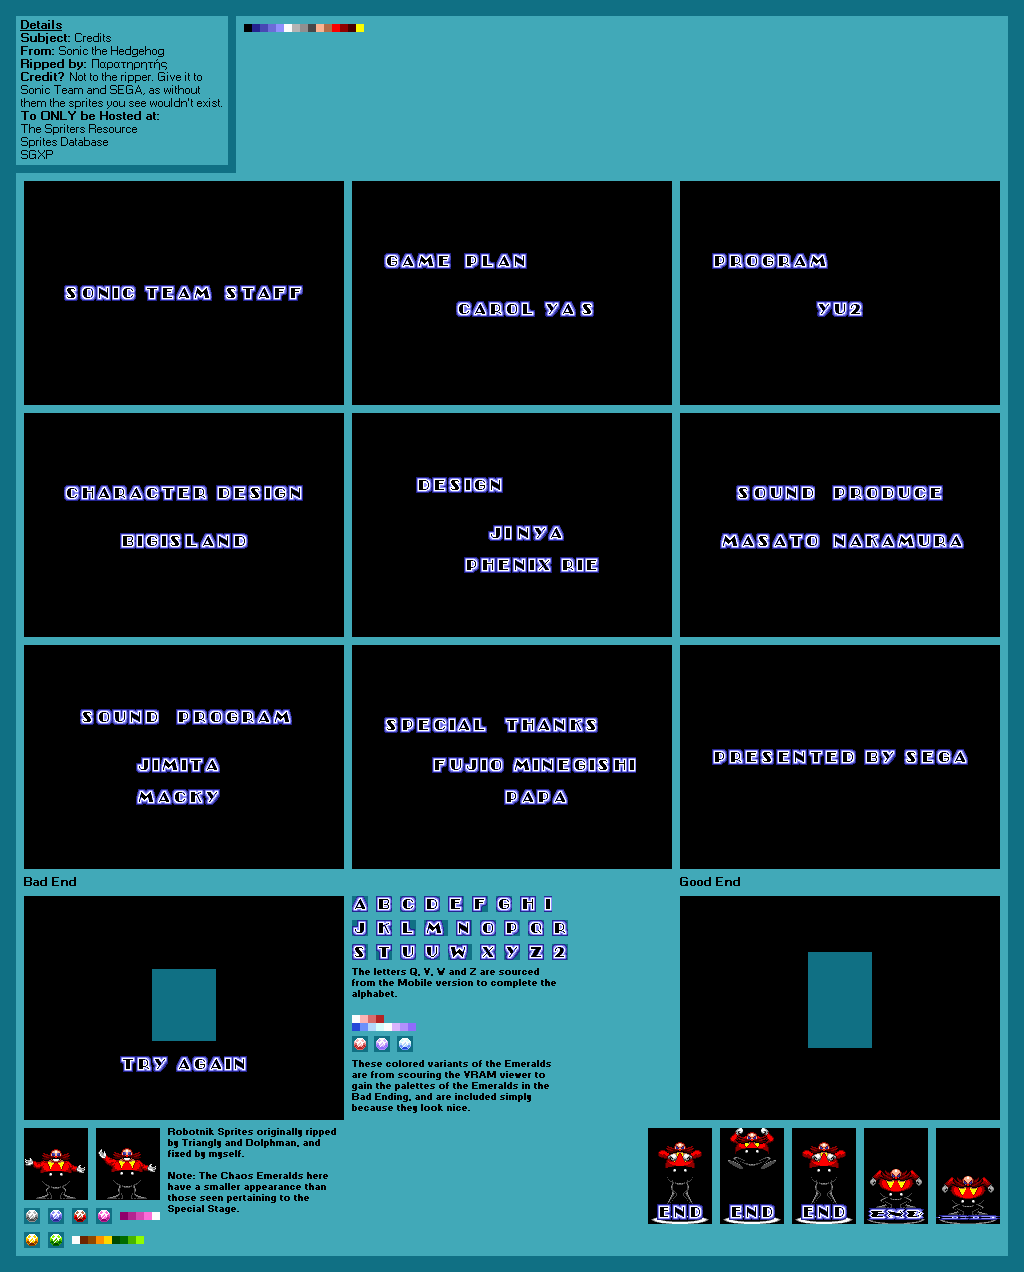 Details
Subject: Credits
From: Sonic the Hedgehog
Ripped by: Παρατηρητής
Credit? Not to the ripper. Give it to
Sonic Team and SEGA, as without
them the sprites you see wouldn't exist.
To ONLY be Hosted at:
The Spriters Resource
Sprites Database
SGXP
SONIC TEAM STAFF
GAME PLAN
CAROL YAS
PROGRAM
YU2
CHARACTER DESIGN
BIGISLAND
DESIGN
JINYA
PHENIX RIE
SOUND PRODUCE
MASATO NAKAMURA
SOUND PROGRAM
JIMITA
MACKY
SPECIAL THANKS
FUJIO MINEGISHI
PAPA
PRESENTED BY SEGA
Bad End
TRY AGAIN
A B C D E F G H I
J K L M N O P Q R
S T U V W X Y Z 2
The letters Q, V, W and Z are sourced
from the Mobile version to complete the
alphabet.
These colored variants of the Emeralds
are from scouring the VRAM viewer to
gain the palettes of the Emeralds in the
Bad Ending, and are included simply
because they look nice.
Good End
Robotnik Sprites originally ripped
by Triangly and Dolphman, and
fixed by myself.
Note: The Chaos Emeralds here
have a smaller appearance than
those seen pertaining to the
Special Stage.
END
END
END
END